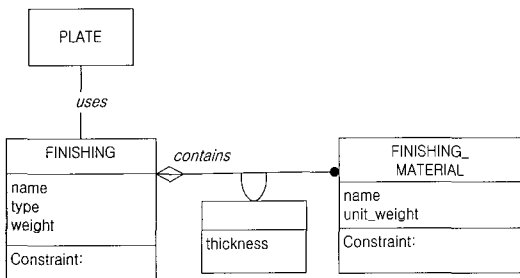 PLATE
uses
FINISHING
name
type
weight
Constraint:
contains
thickness
FINISHING_
MATERIAL
name
unit_weight
Constraint: